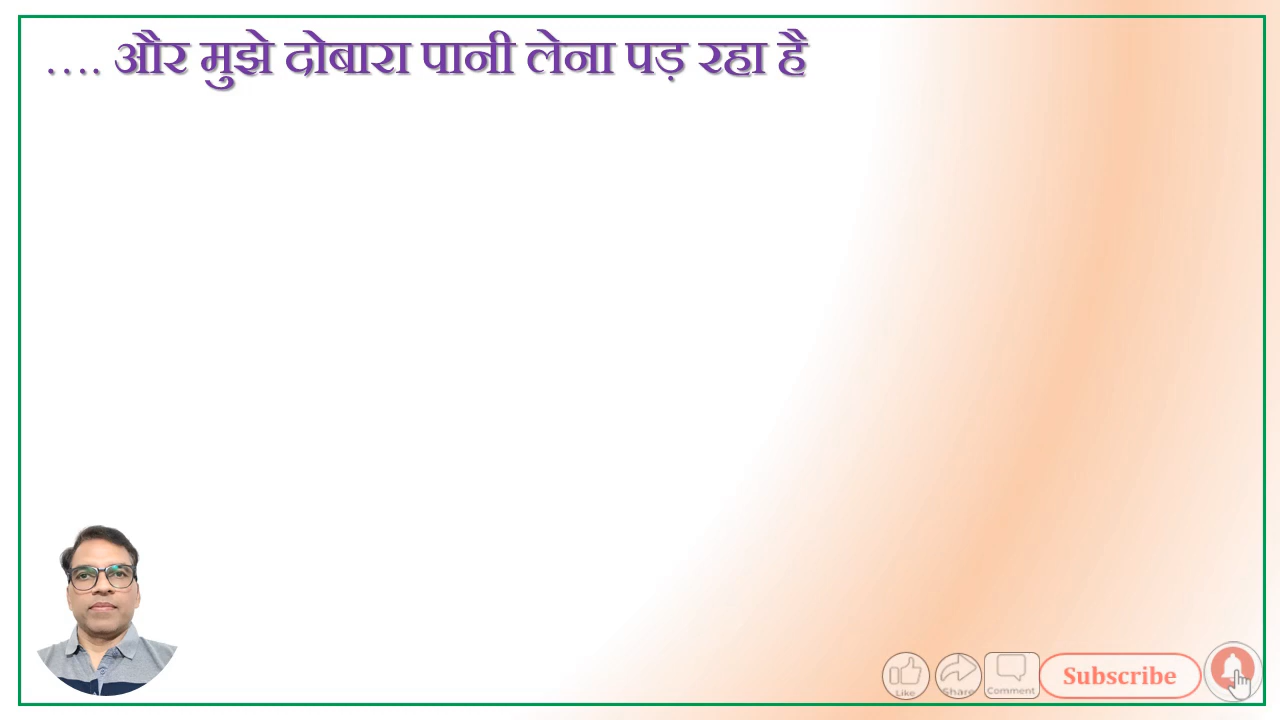 .... और मुझे दोबारा पानी लेना पड़ रहा है
Like
Share
Comment
Subscribe